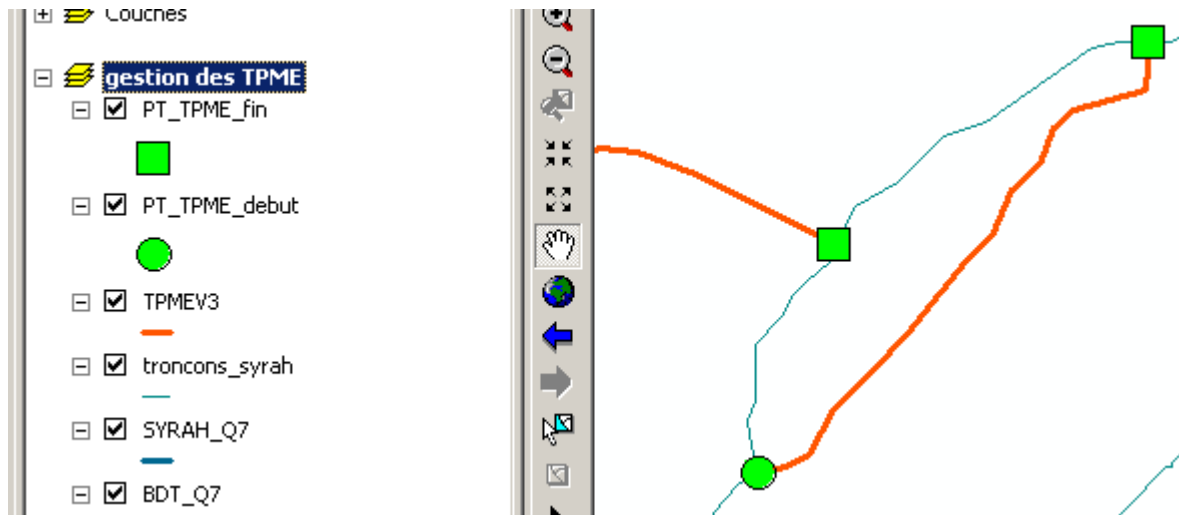 Couches
gestion des TPME
PT_TPME_fin
PT_TPME_debut
TPMEV3
troncons_syrah
SYRAH_Q7
BDT_Q7